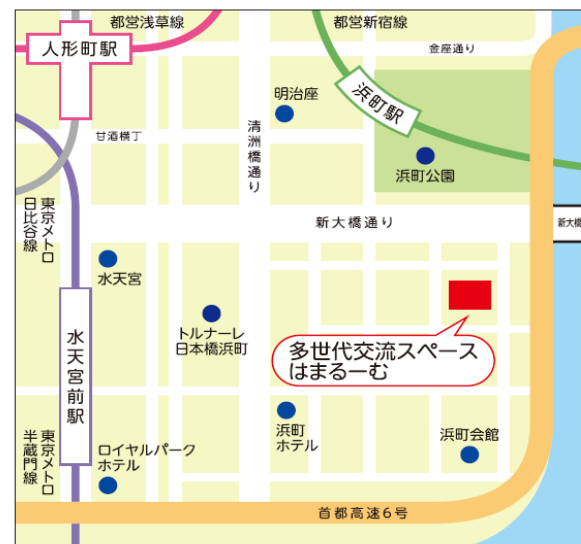 都営浅草線
都営新宿線
人形町駅
金座通り
明治座
浜町駅
甘酒横丁
清洲橋通り
浜町公園
東京メトロ
日比谷線
新大橋通り
新大橋
水天宮
トルナーレ
日本橋浜町
水天宮前駅
多世代交流スペース
はまるーむ
東京メトロ
半蔵門線
ロイヤルパーク
ホテル
浜町
ホテル
浜町会館
首都高速6号